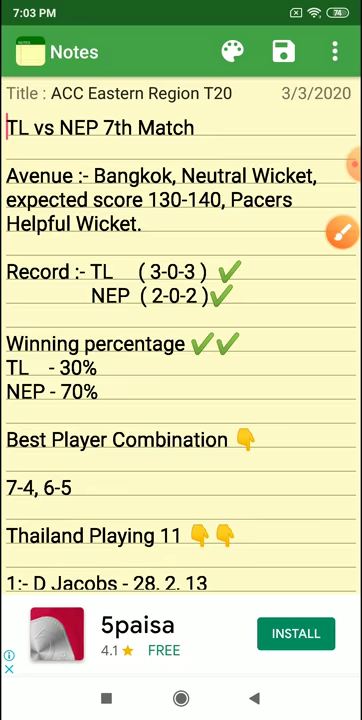 7:03 PM
74
NOTES
Notes
Title : ACC Eastern Region T20 3/3/2020
TL vs NEP 7th Match
Avenue :- Bangkok, Neutral Wicket,
expected score 130-140, Pacers
Helpful Wicket.
Record :- TL ( 3-0-3 ) ✔
NEP ( 2-0-2 )✔
Winning percentage ✔✔
TL - 30%
NEP - 70%
Best Player Combination 👇
7-4, 6-5
Thailand Playing 11 👇👇
1:- D Jacobs - 28, 2, 13
5paisa
4.1★ FREE
INSTALL